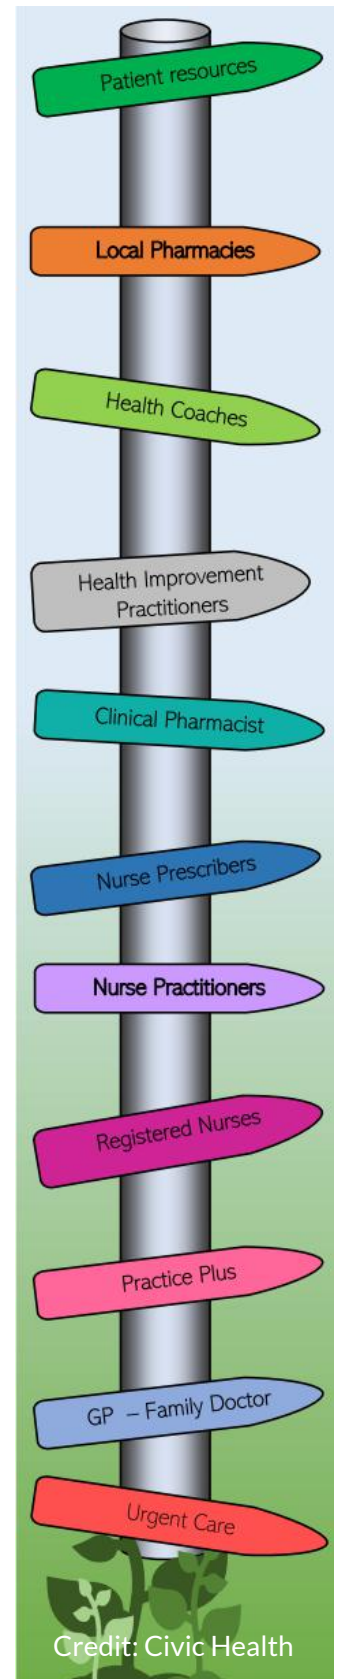 Patient resources
Local Pharmacies
Health Coaches
Health Improvement
Practitioners
Clinical Pharmacist
Nurse Prescribers
Nurse Practitioners
Registered Nurses
Practice Plus
GP – Family Doctor
Urgent Care
Credit: Civic Health